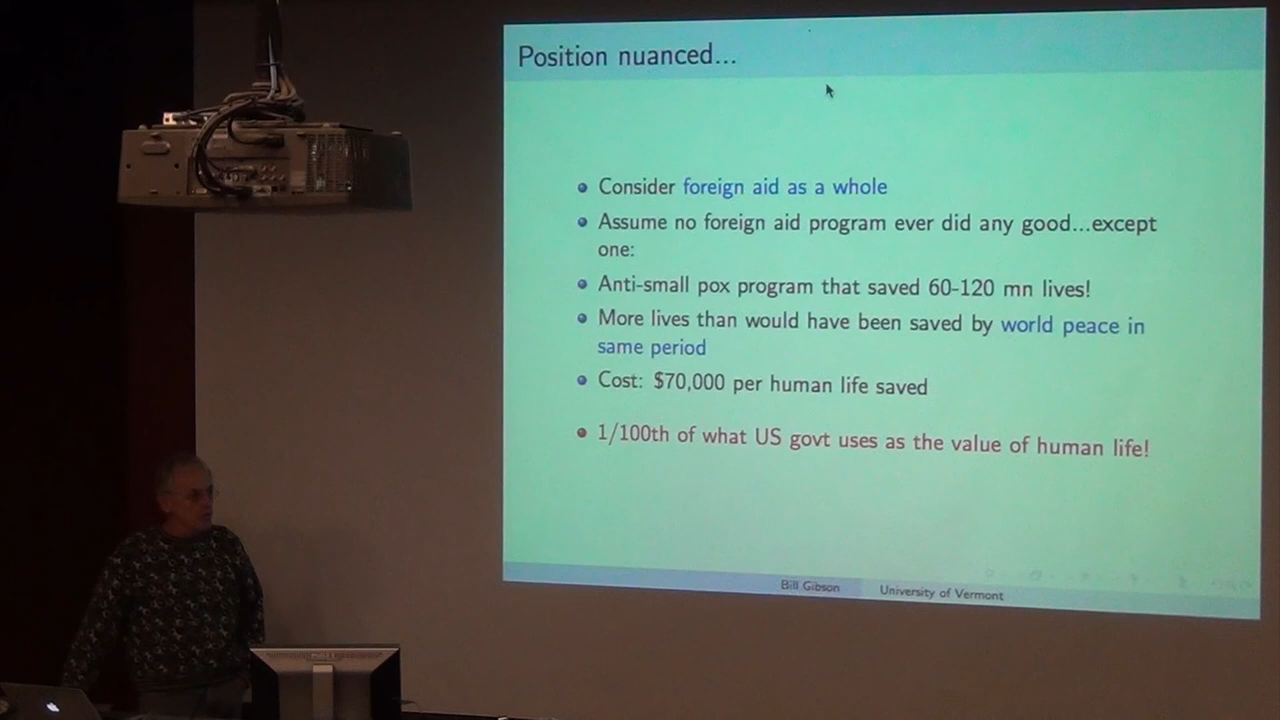 Position nuanced...
Consider foreign aid as a whole
Assume no foreign aid program ever did any good...except
one:
Anti-small pox program that saved 60-120 mn lives!
More lives than would have been saved by world peace in
same period
Cost: $70,000 per human life saved
1/100th of what US govt uses as the value of human life!
Bill Gibson University of Vermont